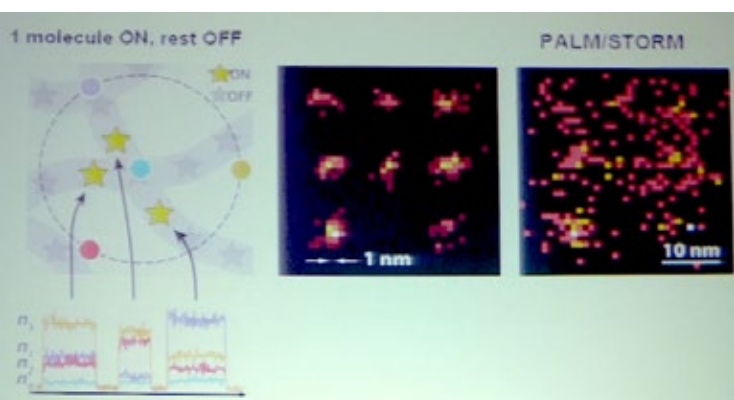 1 molecule ON, rest OFF
PALM/STORM
ON
OFF
1 nm
10 nm